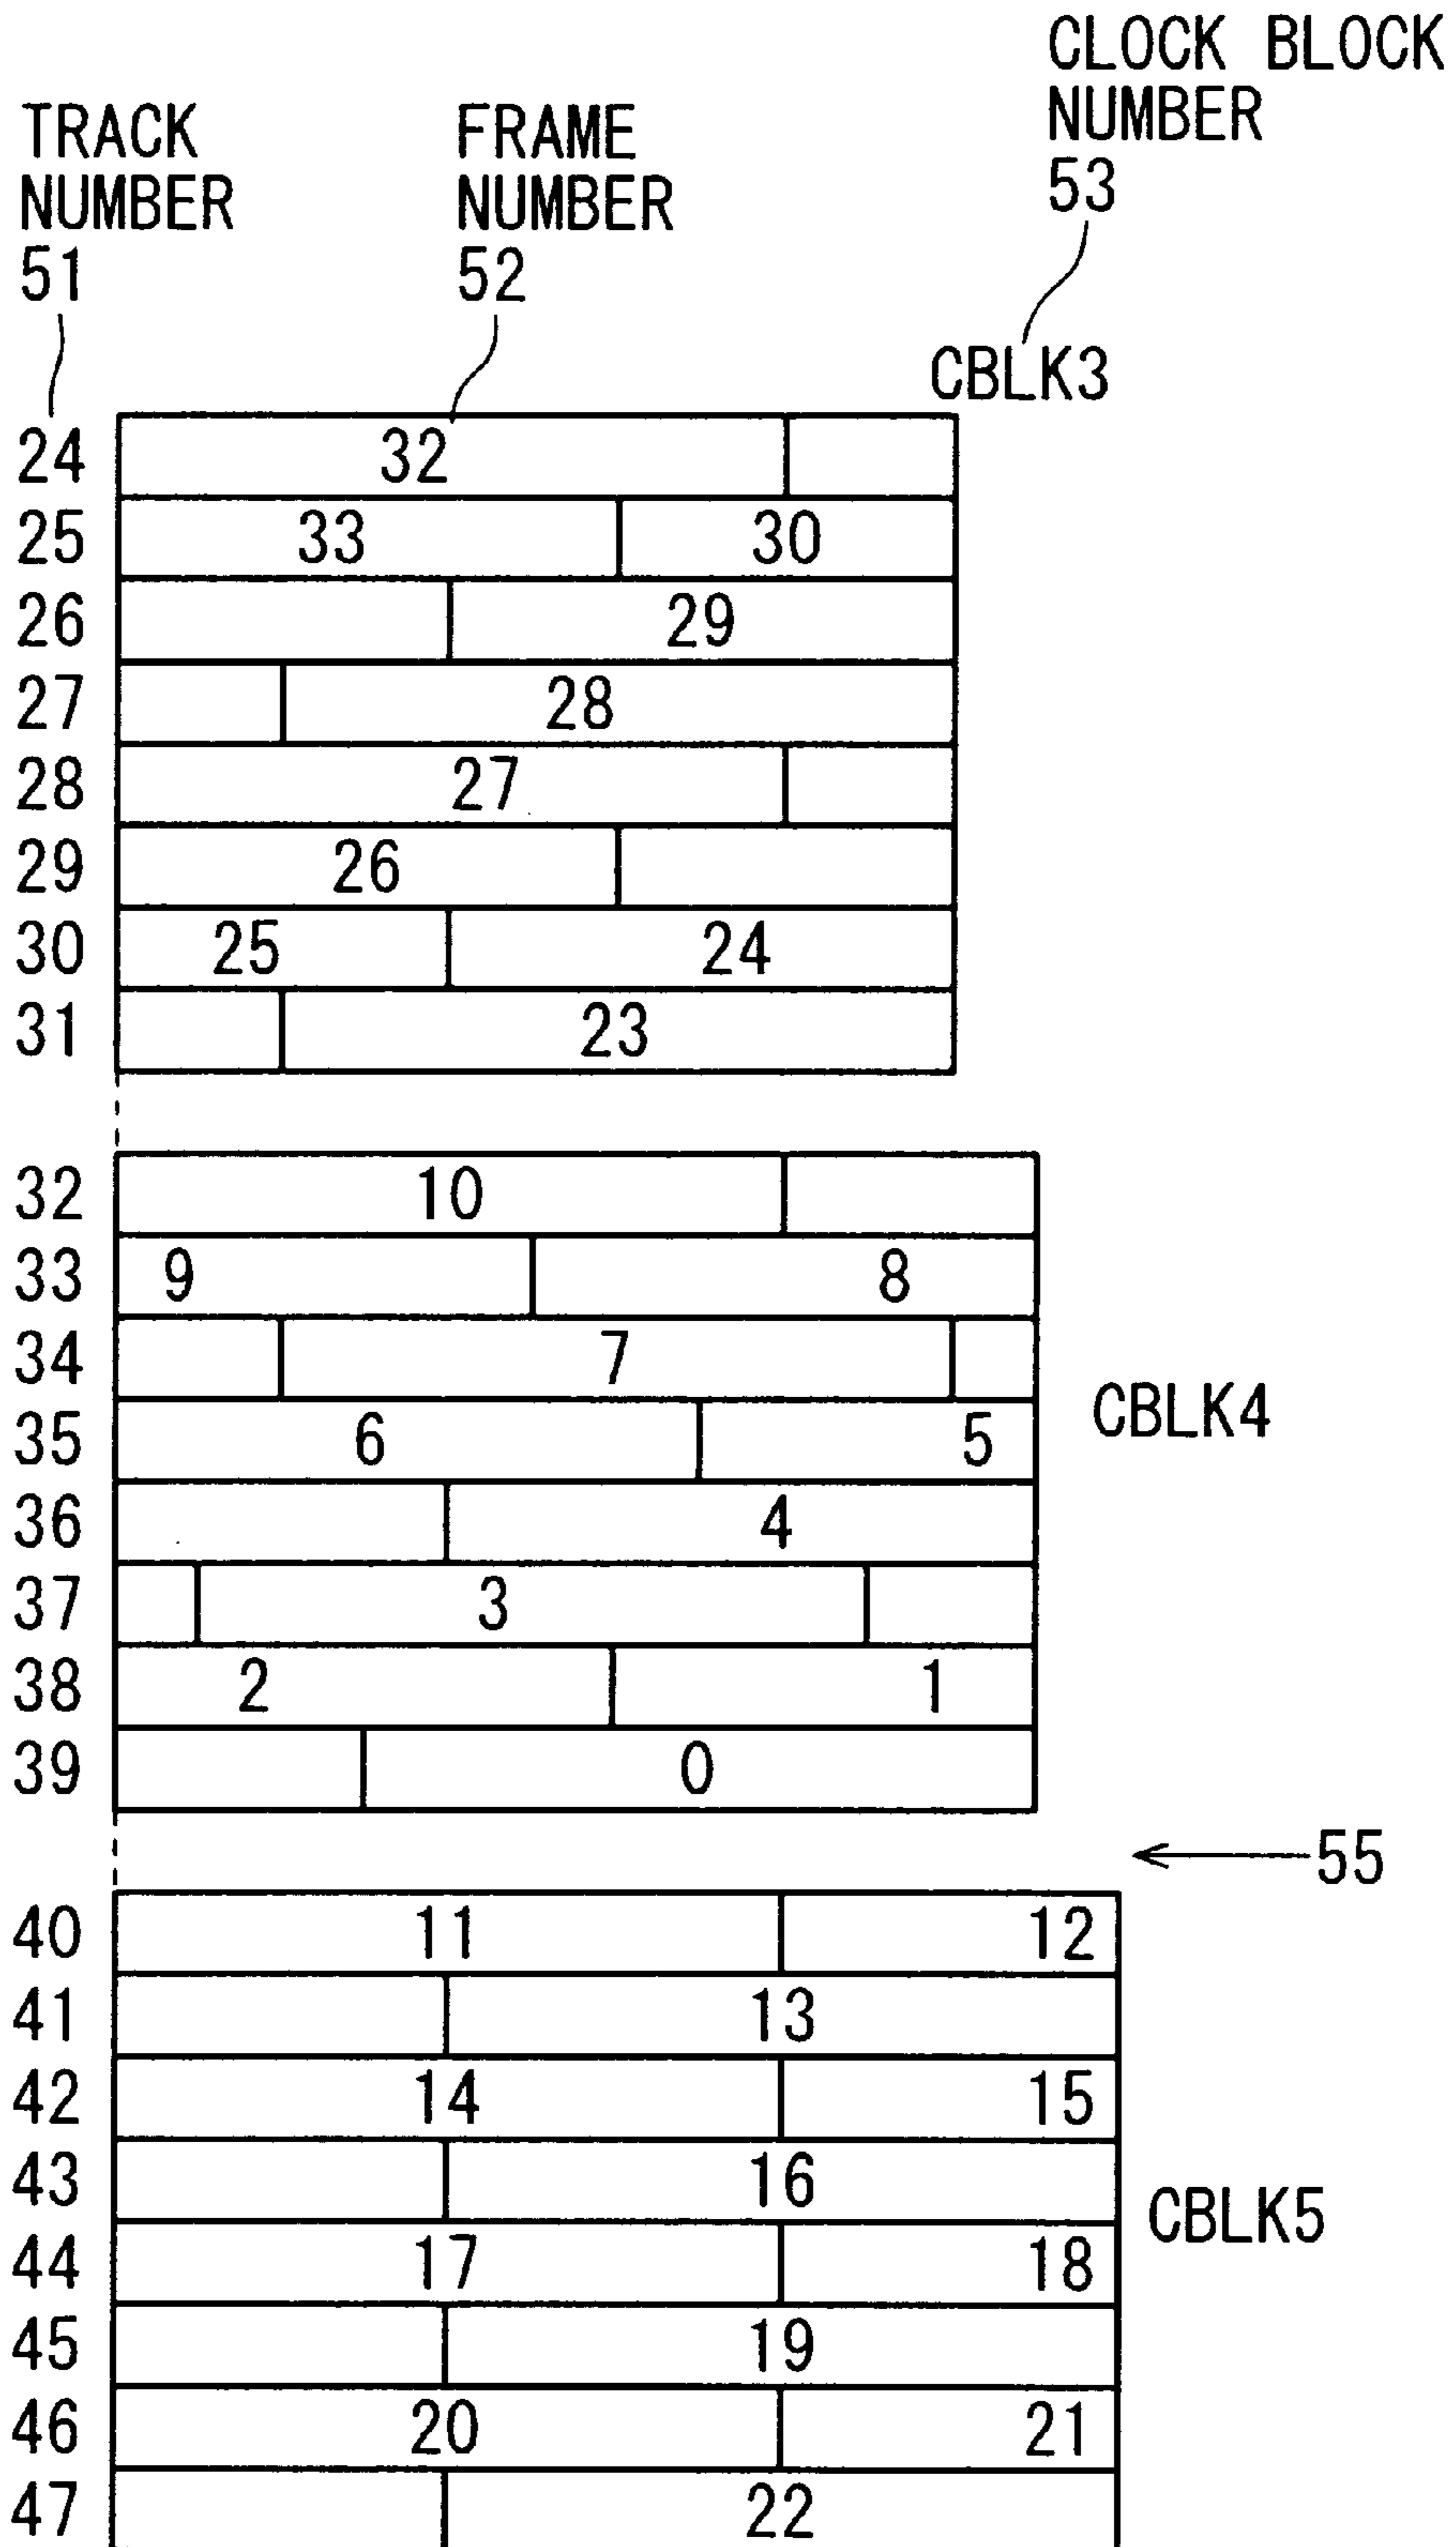 CLOCK BLOCK
NUMBER
53
TRACK
NUMBER
51
FRAME
NUMBER
52
CBLK3
24 32
25 33 30
26 29
27 28
28 27
29 26
30 25 24
31 23
32 10
33 9 8
34 7
CBLK4
35 6 5
36 4
37 3
38 2 1
39 0
55
40 11 12
41 13
42 14 15
43 16
CBLK5
44 17 18
45 19
46 20 21
47 22